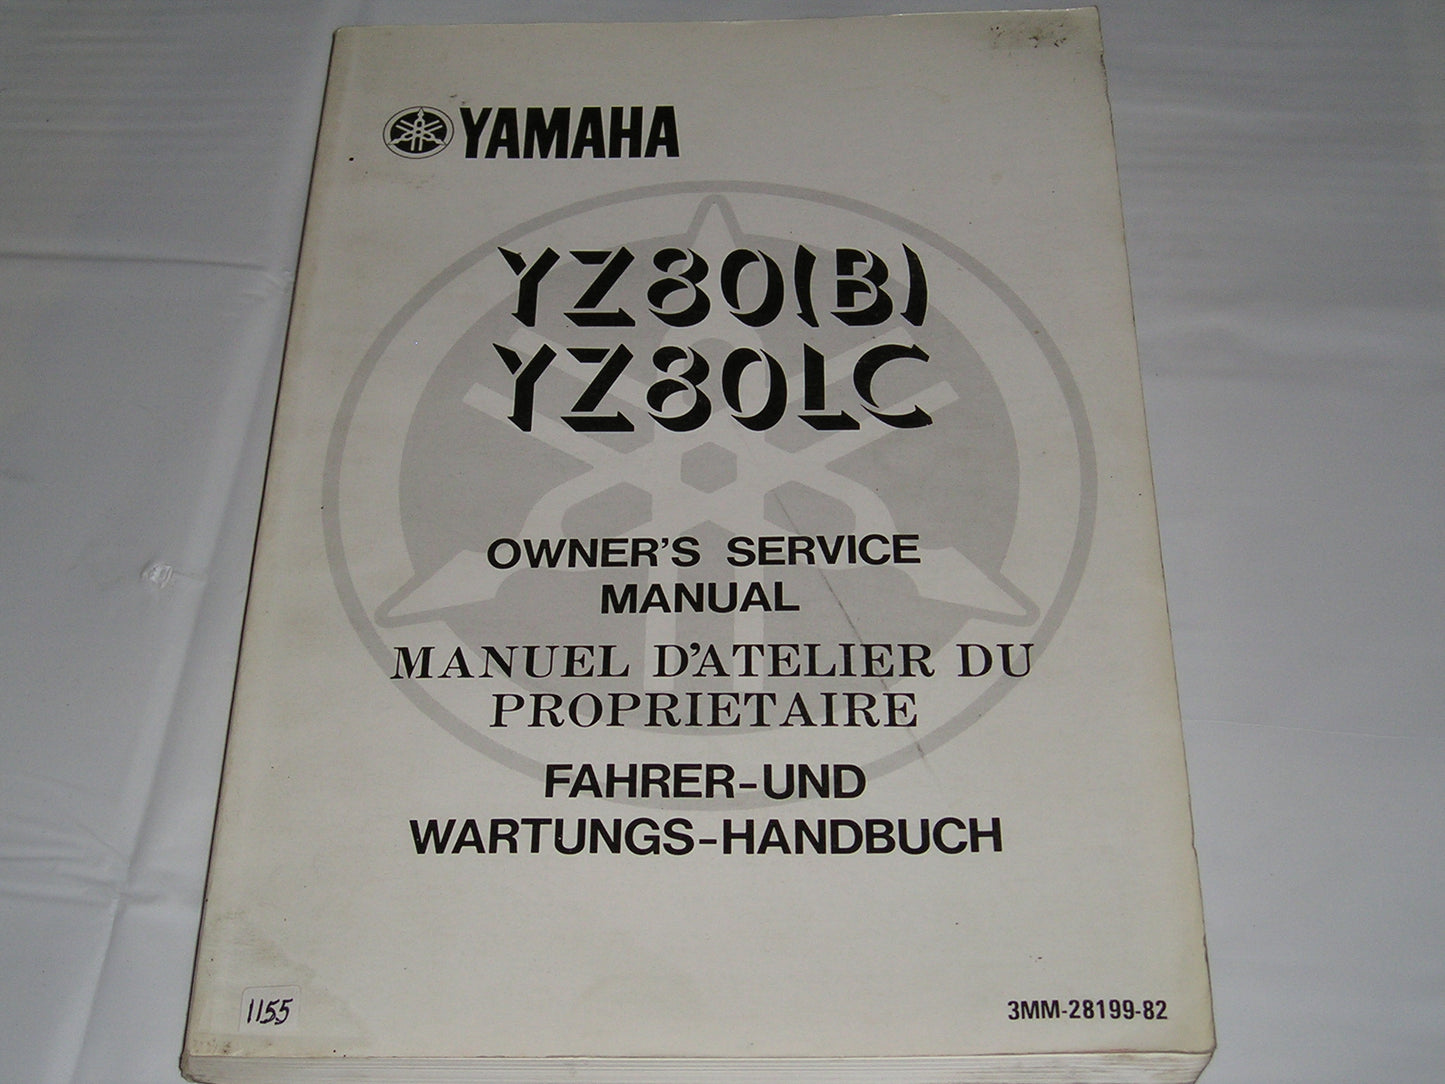 YAMAHA
YZ80(B)
YZ80LC
OWNER'S SERVICE
MANUAL
MANUEL D'ATELIER DU
PROPRIETAIRE
FAHRER-UND
WARTUNGS-HANDBUCH
1155
3MM-28199-82